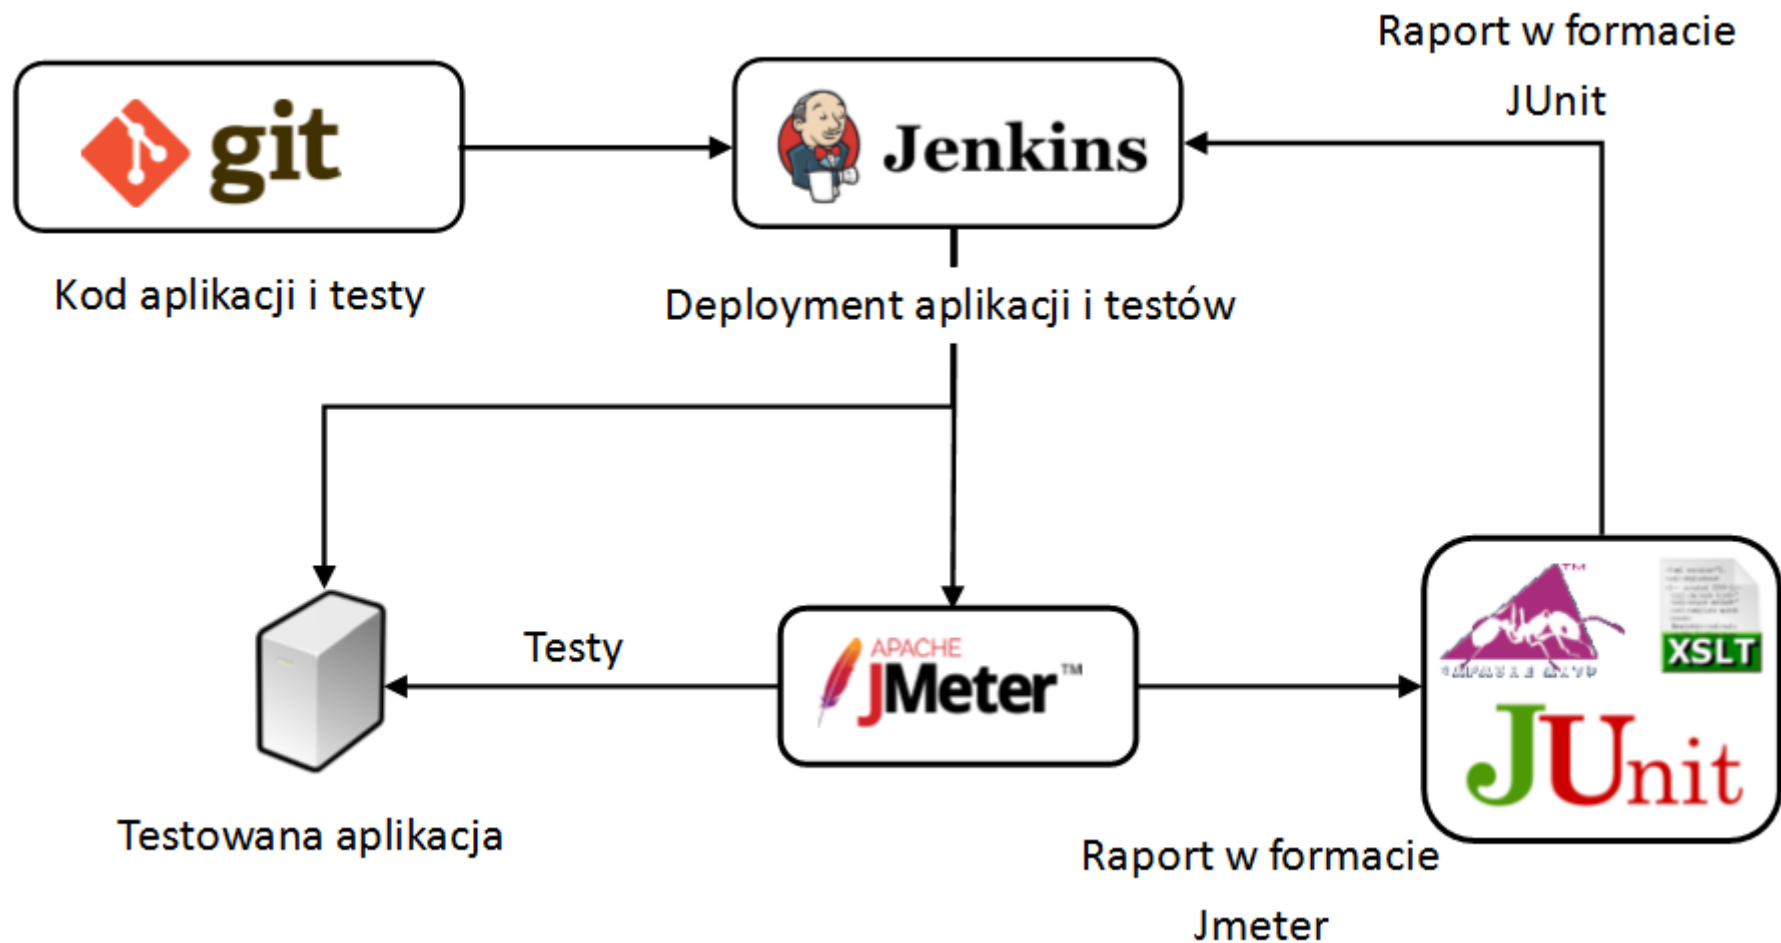 Raport w formacie
JUnit
git
Jenkins
Kod aplikacji i testy
Deployment aplikacji i testów
Testy
APACHE
JMeter™
TM
XSLT
JUnit
Testowana aplikacja
Raport w formacie
Jmeter